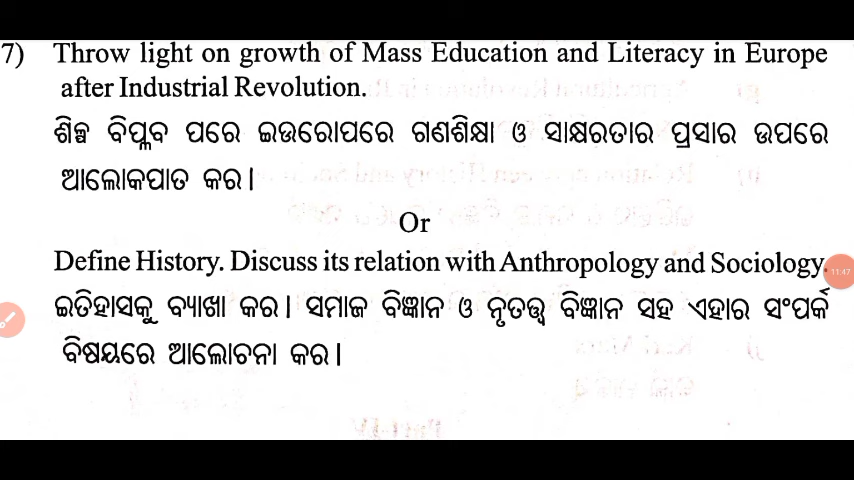 7) Throw light on growth of Mass Education and Literacy in Europe
after Industrial Revolution.
ଶିଳ୍ପ ବିପ୍ଳବ ପରେ ଇଉରୋପରେ ଗଣଶିକ୍ଷା ଓ ସାକ୍ଷରତାର ପ୍ରସାର ଉପରେ
ଆଲୋକପାତ କର।
Or
Define History. Discuss its relation with Anthropology and Sociology.
ଇତିହାସକୁ ବ୍ୟାଖା କର। ସମାଜ ବିଜ୍ଞାନ ଓ ନୃତତ୍ତ୍ୱ ବିଜ୍ଞାନ ସହ ଏହାର ସଂପର୍କ
ବିଷୟରେ ଆଲୋଚନା କର।
11:47